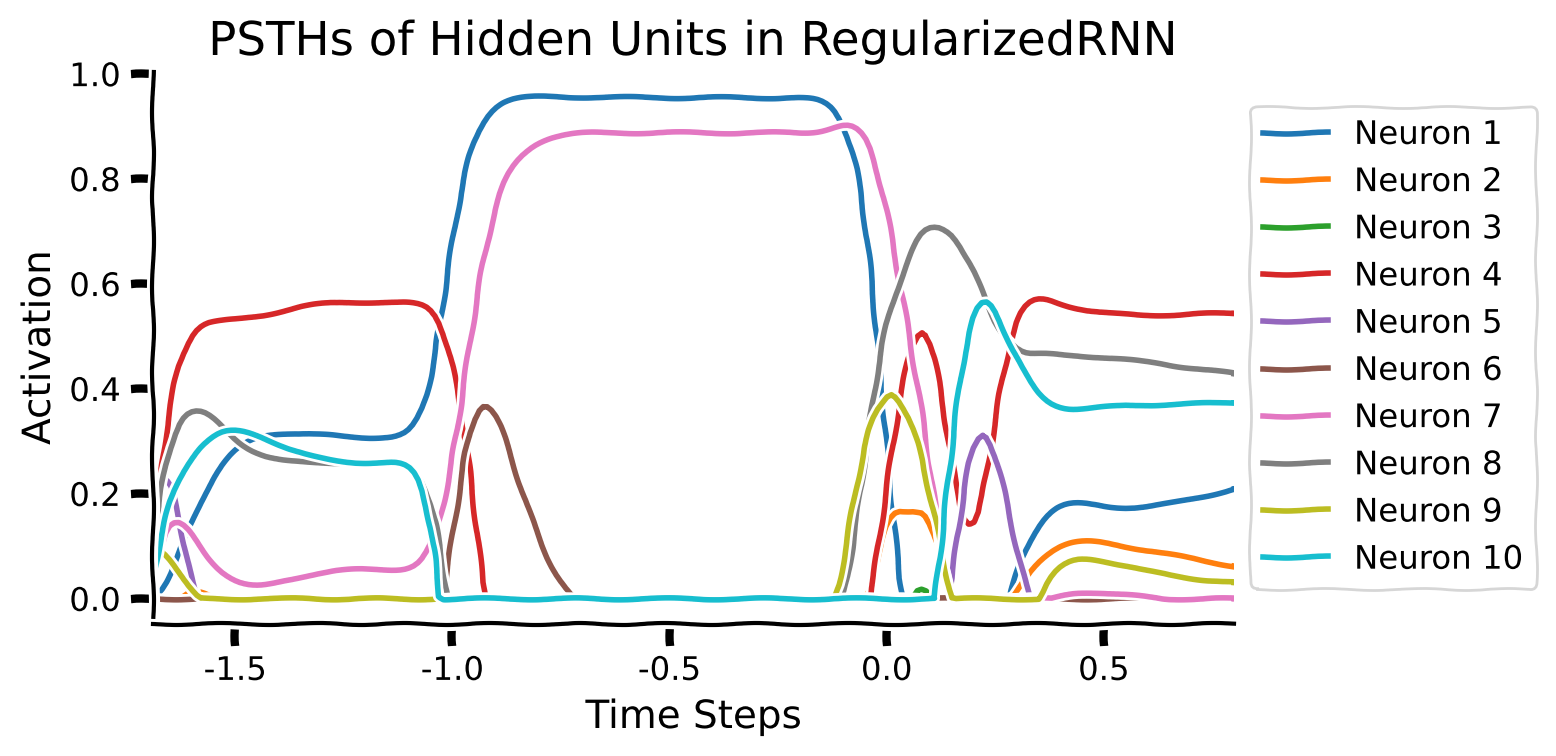 PSTHs of Hidden Units in RegularizedRNN
1.0
0.8
0.6
0.4
0.2
0.0
Activation
-1.5
-1.0
-0.5
0.0
0.5
Time Steps
Neuron 1
Neuron 2
Neuron 3
Neuron 4
Neuron 5
Neuron 6
Neuron 7
Neuron 8
Neuron 9
Neuron 10